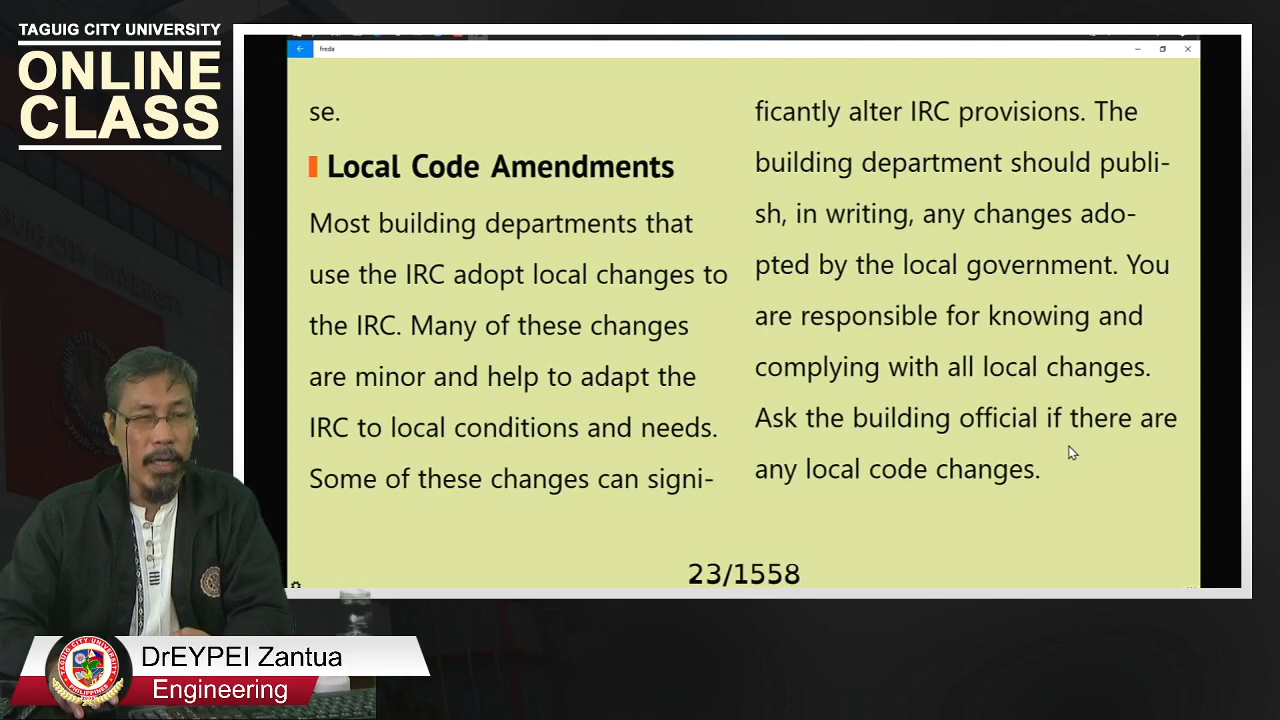 TAGUIG CITY UNIVERSITY
ONLINE
CLASS
freda
se.
Local Code Amendments
Most building departments that
use the IRC adopt local changes to
the IRC. Many of these changes
are minor and help to adapt the
IRC to local conditions and needs.
Some of these changes can signi-
ficantly alter IRC provisions. The
building department should publi-
sh, in writing, any changes ado-
pted by the local government. You
are responsible for knowing and
complying with all local changes.
Ask the building official if there are
any local code changes.
23/1558
DrEYPEI Zantua
Engineering